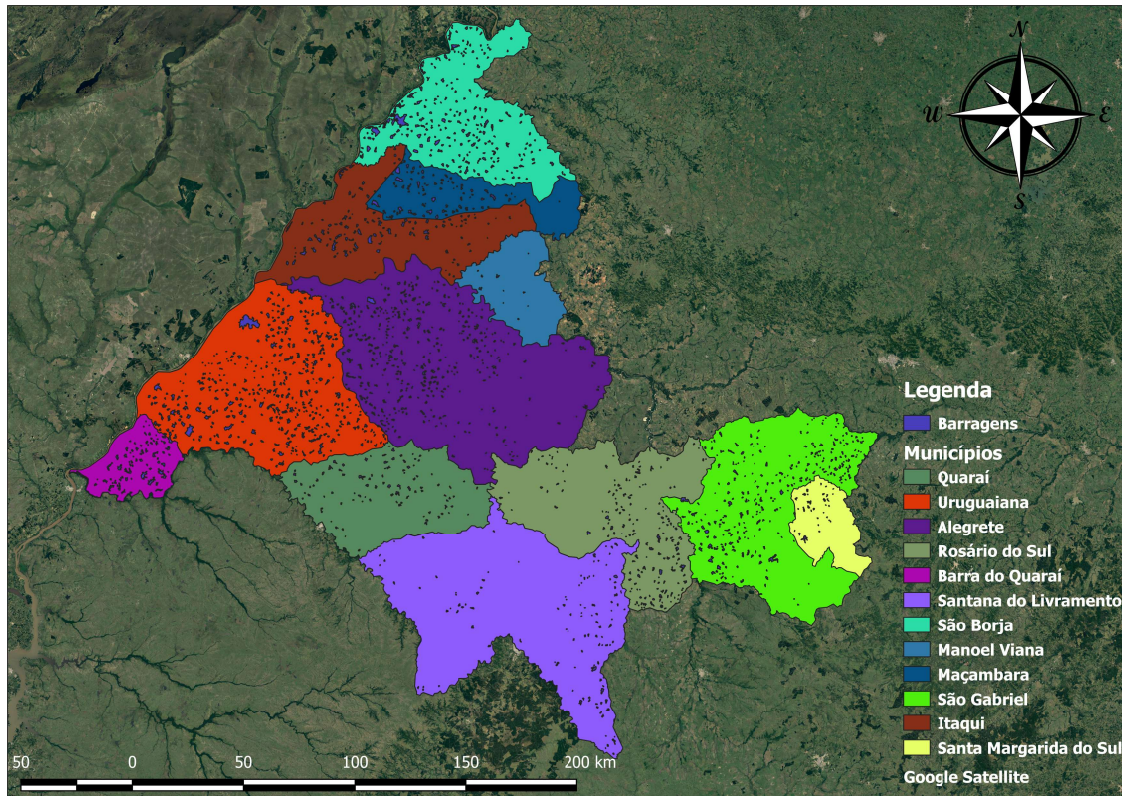 N
W
E
S
Legenda
Barragens
Municípios
Quaraí
Uruguaiana
Alegrete
Rosário do Sul
Barra do Quaraí
Santana do Livramento
São Borja
Manoel Viana
Maçambara
São Gabriel
Itaqui
Santa Margarida do Sul
Google Satellite
50 0 50 100 150 200 km